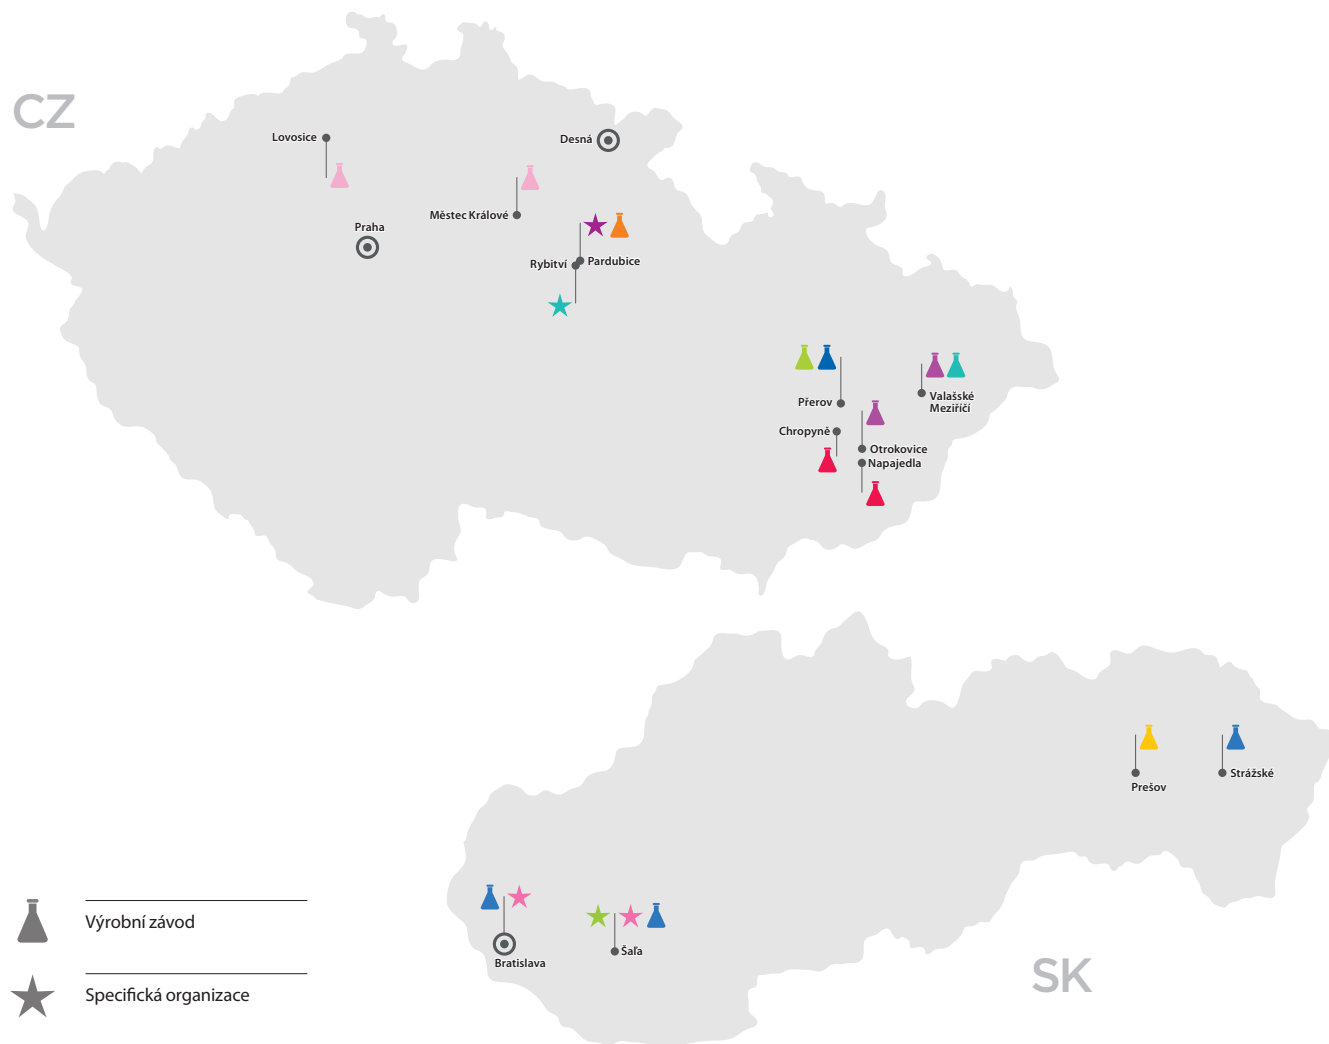 CZ
Lovosice
Desná
Městec Králové
Praha
Rybitví
Pardubice
Přerov
Valašské
Meziříčí
Chropyně
Otrokovice
Napajedla
Prešov
Strážské
Výrobní závod
Bratislava
Šaľa
SK
Specifická organizace